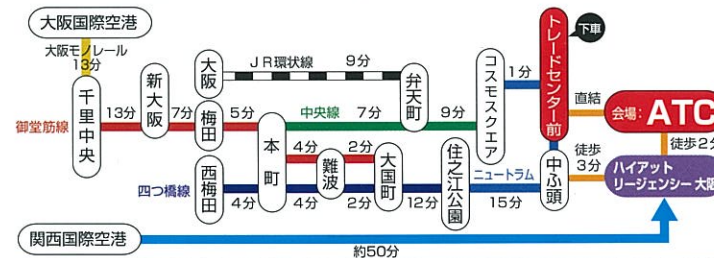 大阪国際空港
大阪モノレール
13分
千里中央
御堂筋線
13分
新大阪
7分
大阪
梅田
JR環状線
9分
5分
中央線
7分
弁天町
9分
コスモスクエア
1分
トレードセンター前
下車
直結
会場:ATC
徒歩2分
本町
4分
難波
2分
大国町
西梅田
四つ橋線
4分
4分
2分
12分
住之江公園
ニュートラム
15分
中ふ頭
徒歩
3分
ハイアット
リージェンシー 大阪
関西国際空港
約50分